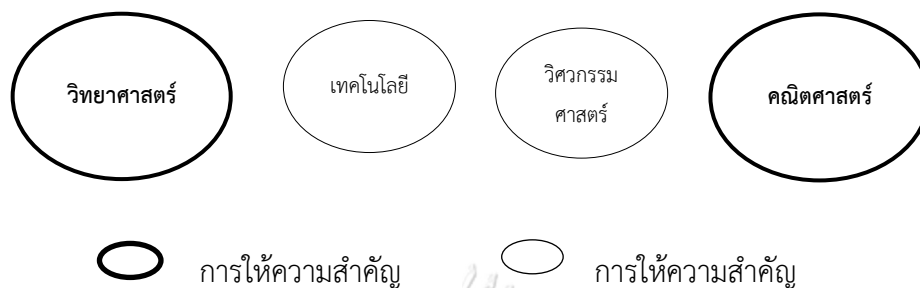 วิทยาศาสตร์
เทคโนโลยี
วิศวกรรม
ศาสตร์
คณิตศาสตร์
การให้ความสำคัญ
การให้ความสำคัญ